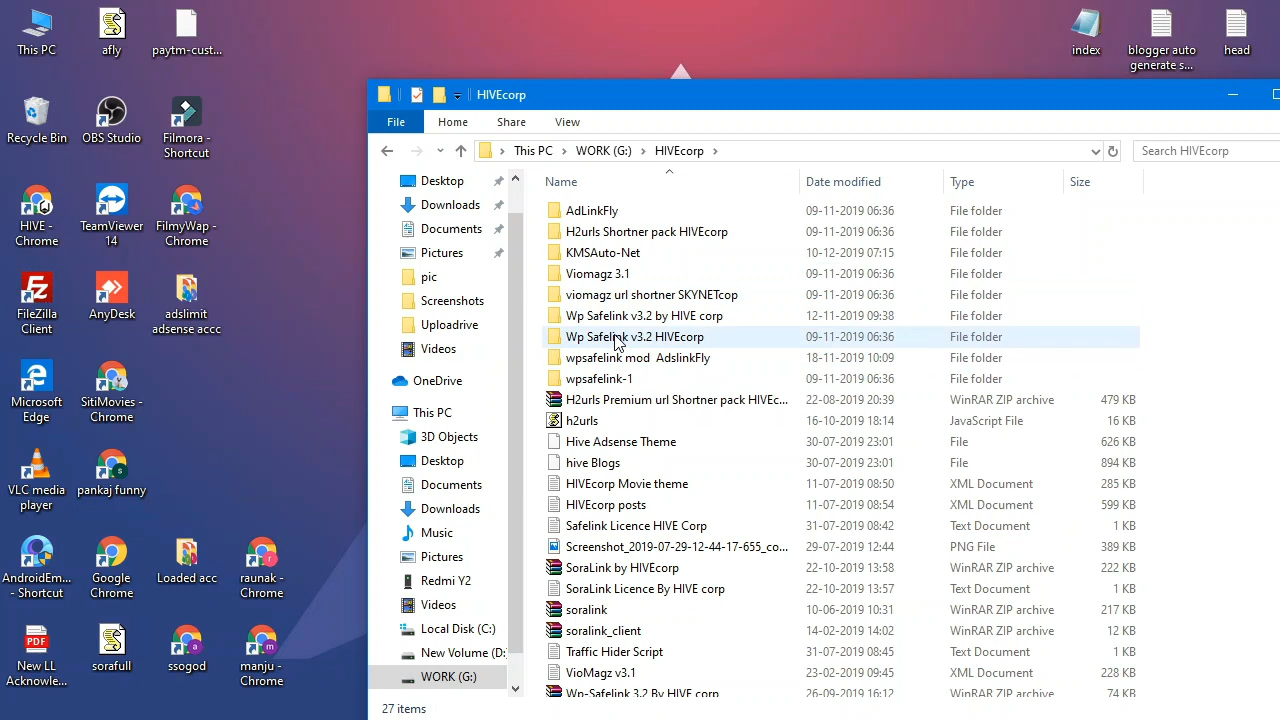 This PC
afly
paytm-cust...
index
blogger auto
generate s...
head
Recycle Bin
OBS Studio
Filmora -
Shortcut
HIVE -
Chrome
TeamViewer
14
FilmyWap -
Chrome
FileZilla
Client
AnyDesk
adslimit
adsense accc
Microsoft
Edge
SitiMovies -
Chrome
VLC media
player
pankaj funny
AndroidEm...
- Shortcut
Google
Chrome
Loaded acc
raunak -
Chrome
PDF
New LL
Acknowle...
sorafull
ssogod
manju -
Chrome
HIVEcorp
File Home Share View
This PC > WORK (G:) > HIVEcorp >
Search HIVEcorp
Desktop
Downloads
Documents
Pictures
pic
Screenshots
Uploadrive
Videos
OneDrive
This PC
3D Objects
Desktop
Documents
Downloads
Music
Pictures
Redmi Y2
Videos
Local Disk (C:)
New Volume (D:
WORK (G:)
Name Date modified Type Size
AdLinkFly 09-11-2019 06:36 File folder
H2urls Shortner pack HIVEcorp 09-11-2019 06:36 File folder
KMSAuto-Net 10-12-2019 07:15 File folder
Viomagz 3.1 09-11-2019 06:36 File folder
viomagz url shortner SKYNETcop 09-11-2019 06:36 File folder
Wp Safelink v3.2 by HIVE corp 12-11-2019 09:38 File folder
Wp Safelink v3.2 HIVEcorp 09-11-2019 06:36 File folder
wpsafelink mod AdslinkFly 18-11-2019 10:09 File folder
wpsafelink-1 09-11-2019 06:36 File folder
H2urls Premium url Shortner pack HIVEc... 22-08-2019 20:39 WinRAR ZIP archive 479 KB
h2urls 16-10-2019 18:14 JavaScript File 16 KB
Hive Adsense Theme 30-07-2019 23:01 File 626 KB
hive Blogs 30-07-2019 23:01 File 894 KB
HIVEcorp Movie theme 11-07-2019 08:50 XML Document 285 KB
HIVEcorp posts 11-07-2019 08:54 XML Document 599 KB
Safelink Licence HIVE Corp 31-07-2019 08:42 Text Document 1 KB
Screenshot_2019-07-29-12-44-17-655_co... 29-07-2019 12:44 PNG File 389 KB
SoraLink by HIVEcorp 22-10-2019 13:58 WinRAR ZIP archive 222 KB
SoraLink Licence By HIVE corp 22-10-2019 13:57 Text Document 1 KB
soralink 10-06-2019 10:31 WinRAR ZIP archive 217 KB
soralink_client 14-02-2019 14:02 WinRAR ZIP archive 12 KB
Traffic Hider Script 31-07-2019 08:45 Text Document 1 KB
VioMagz v3.1 23-02-2019 09:45 WinRAR ZIP archive 228 KB
Wp-Safelink 3.2 By HIVE corp 26-09-2019 16:12 WinRAR ZIP archive 74 KB
27 items